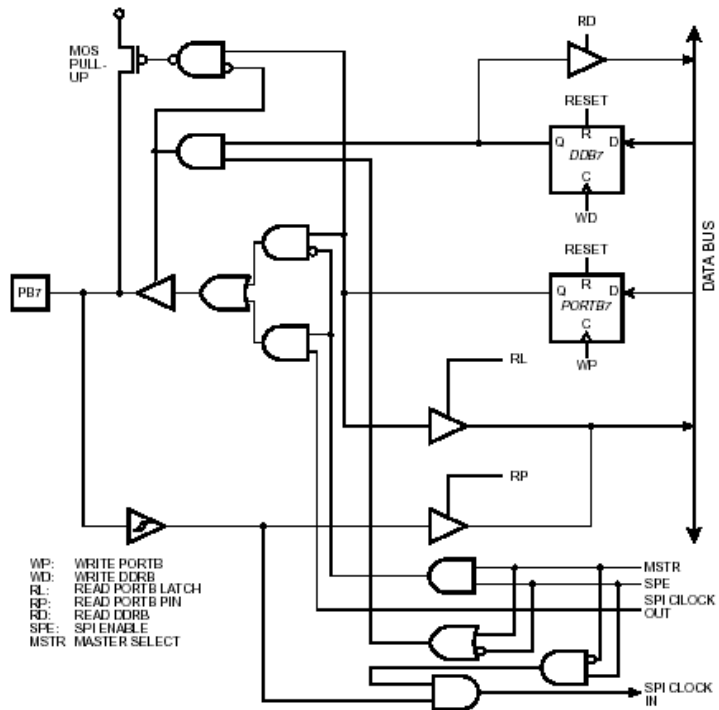 RD
MOS
PULL-
UP
RESET
Q R D
DDB7
C
WD
RESET
Q R D
PORTB7
C
WP
DATA BUS
PB7
RL
RP
WP: WRITE PORTB
WD: WRITE DDRB
RL: READ PORTB LATCH
RP: READ PORTB PIN
RD: READ DDRB
SPE: SPI ENABLE
MSTR MASTER SELECT
MSTR
SPE
SPI CLOCK
OUT
SPI CLOCK
IN